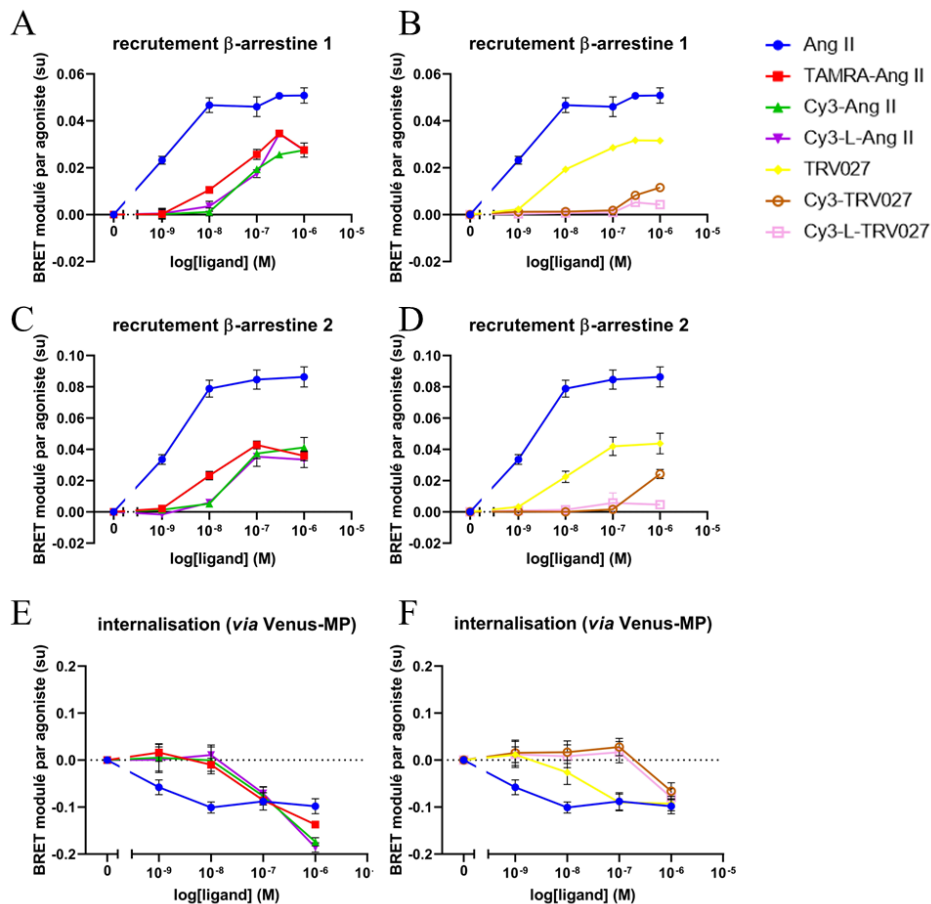 A
recrutement β-arrestine 1
BRET modulé par agoniste (su)
0.06
0.04
0.02
0.00
-0.02
0
10-9
10-8
10-7
10-6
10-5
log[ligand] (M)
B
recrutement β-arrestine 1
BRET modulé par agoniste (su)
0.06
0.04
0.02
0.00
-0.02
0
10-9
10-8
10-7
10-6
10-5
log[ligand] (M)
Ang II
TAMRA-Ang II
Cy3-Ang II
Cy3-L-Ang II
TRV027
Cy3-TRV027
Cy3-L-TRV027
C
recrutement β-arrestine 2
BRET modulé par agoniste (su)
0.10
0.08
0.06
0.04
0.02
0.00
-0.02
0
10-9
10-8
10-7
10-6
10-5
log[ligand] (M)
D
recrutement β-arrestine 2
BRET modulé par agoniste (su)
0.10
0.08
0.06
0.04
0.02
0.00
-0.02
0
10-9
10-8
10-7
10-6
10-5
log[ligand] (M)
E
internalisation (via Venus-MP)
BRET modulé par agoniste (su)
0.2
0.1
0.0
-0.1
-0.2
0
10-9
10-8
10-7
10-6
log[ligand] (M)
F
internalisation (via Venus-MP)
BRET modulé par agoniste (su)
0.2
0.1
0.0
-0.1
-0.2
0
10-9
10-8
10-7
10-6
log[ligand] (M)